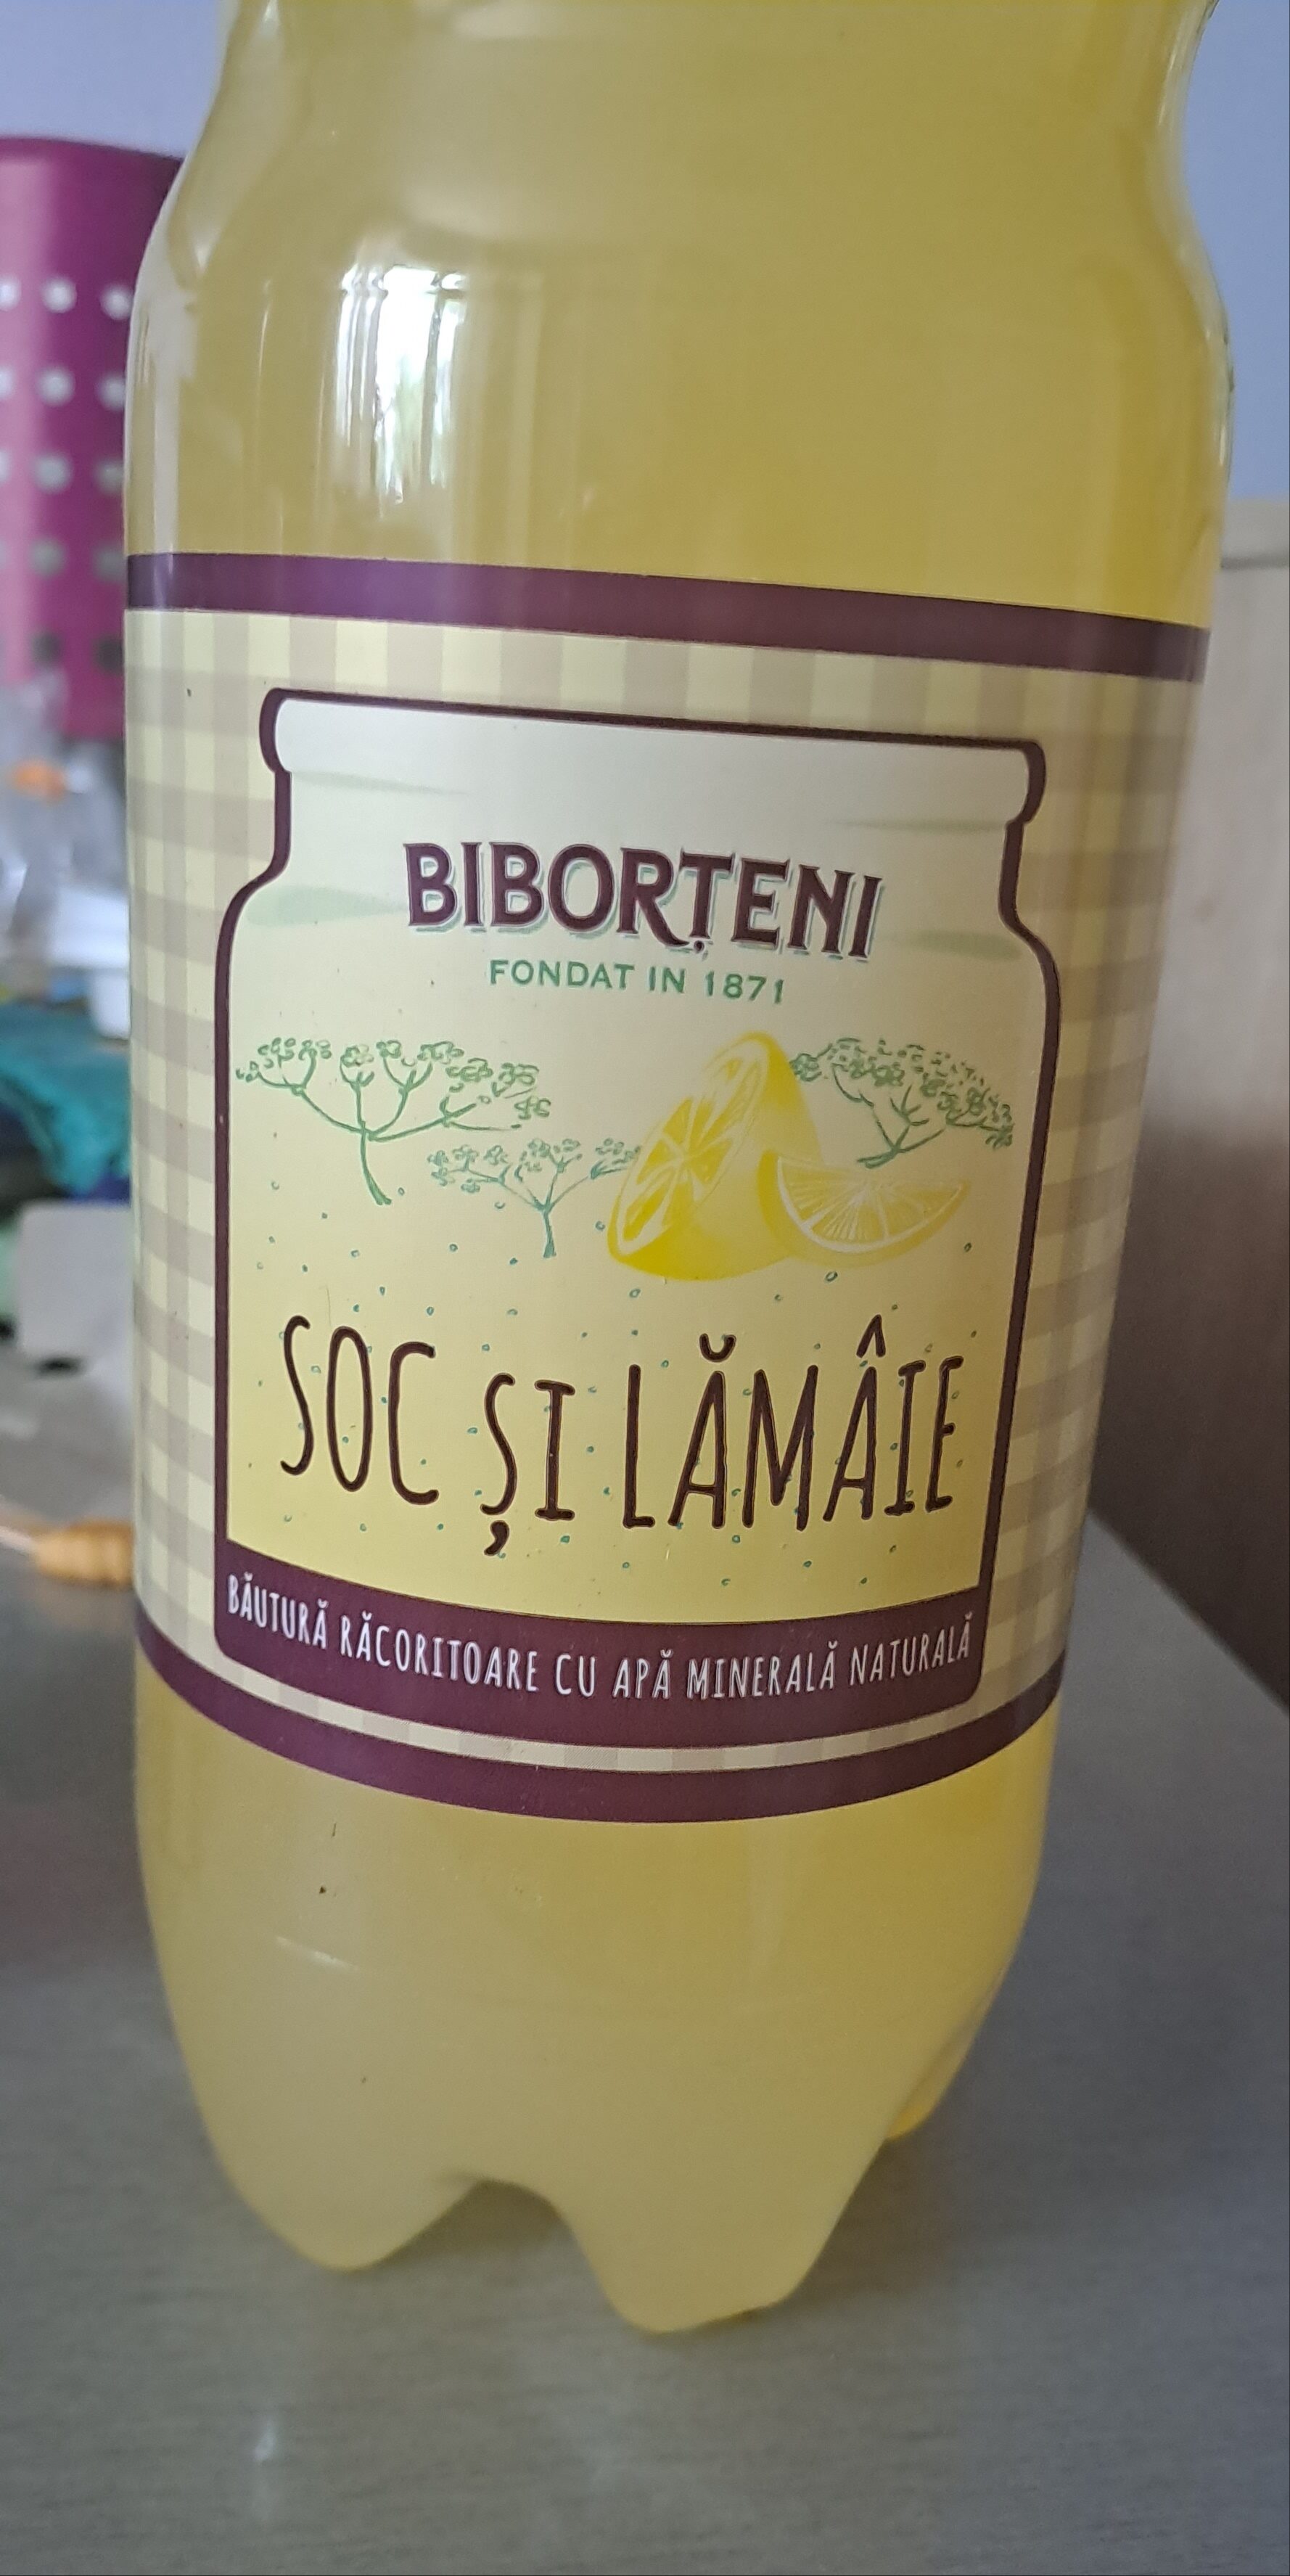 BIBORȚENI
FONDAT IN 1871
SOC ȘI LĂMÂIE
BĂUTURĂ RĂCORITOARE CU APĂ MINERALĂ NATURALĂ